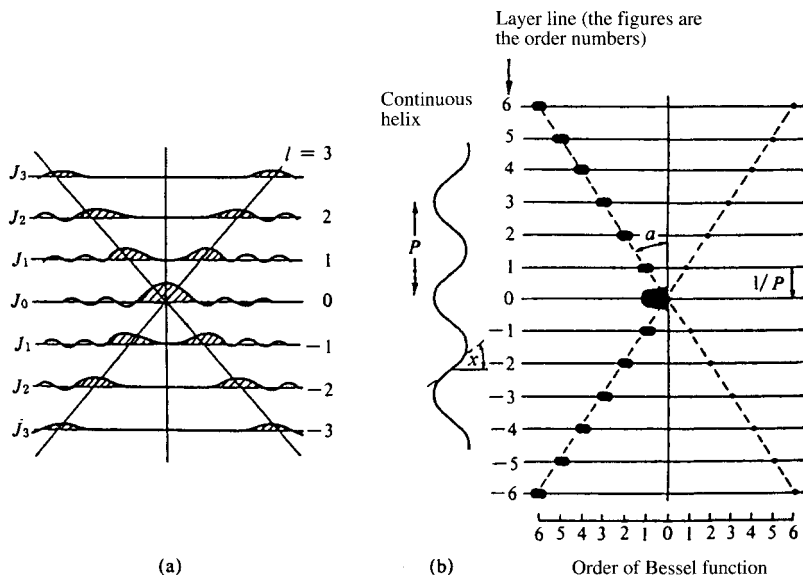 Layer line (the figures are
the order numbers)
Continuous
helix
J₃ l = 3
J₂ 2
J₁ 1
J₀ 0
J₁ −1
J₂ −2
j₃ −3
(a)
P
x
6
5
4
3
2
1
0
−1
−2
−3
−4
−5
−6
a
1/P
6 5 4 3 2 1 0 1 2 3 4 5 6
(b)
Order of Bessel function